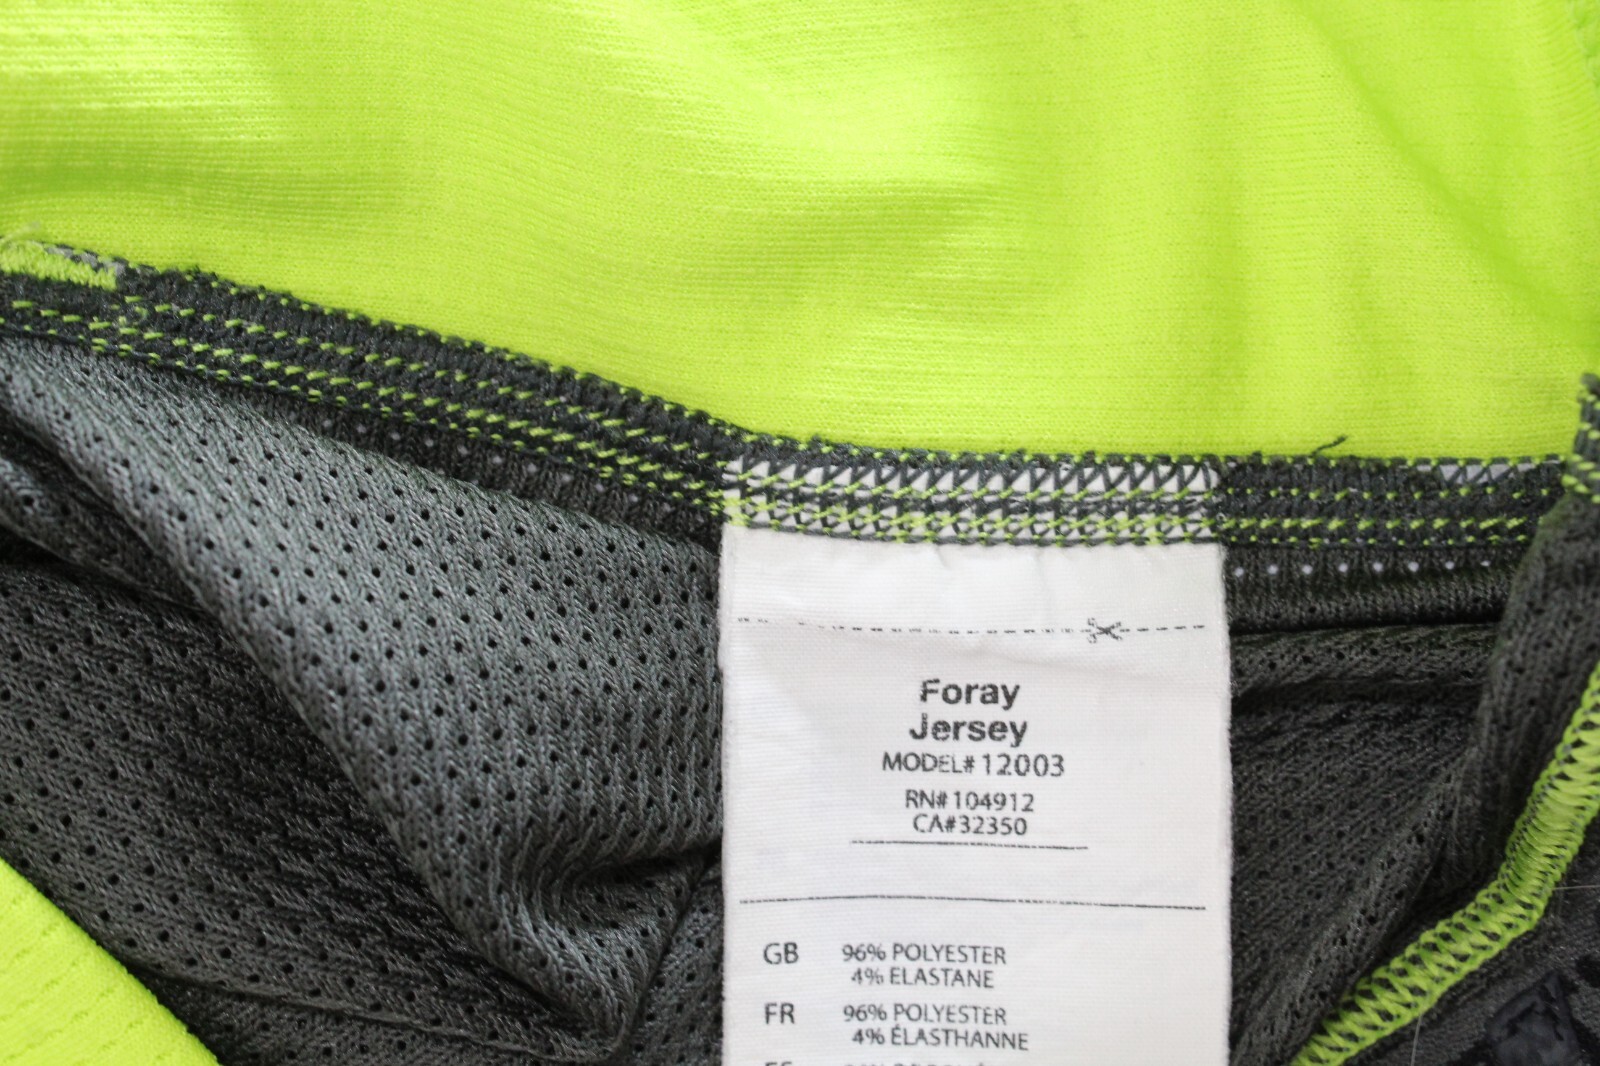 Foray
Jersey
MODEL# 12003
RN# 104912
CA#32350
GB 96% POLYESTER
4% ELASTANE
FR 96% POLYESTER
4% ÉLASTHANNE